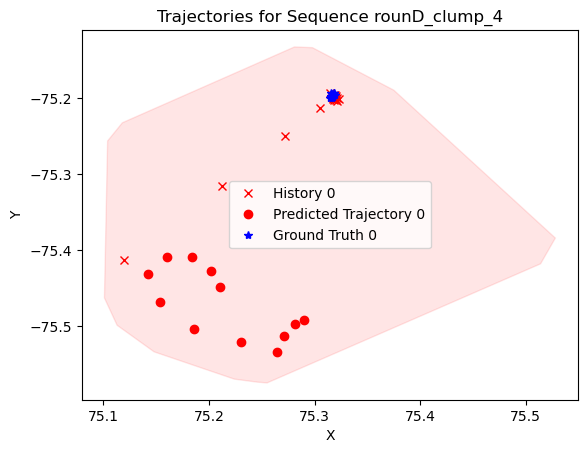 Trajectories for Sequence rounD_clump_4
Y
−75.2
−75.3
−75.4
−75.5
History 0
Predicted Trajectory 0
Ground Truth 0
75.1 75.2 75.3 75.4 75.5
X